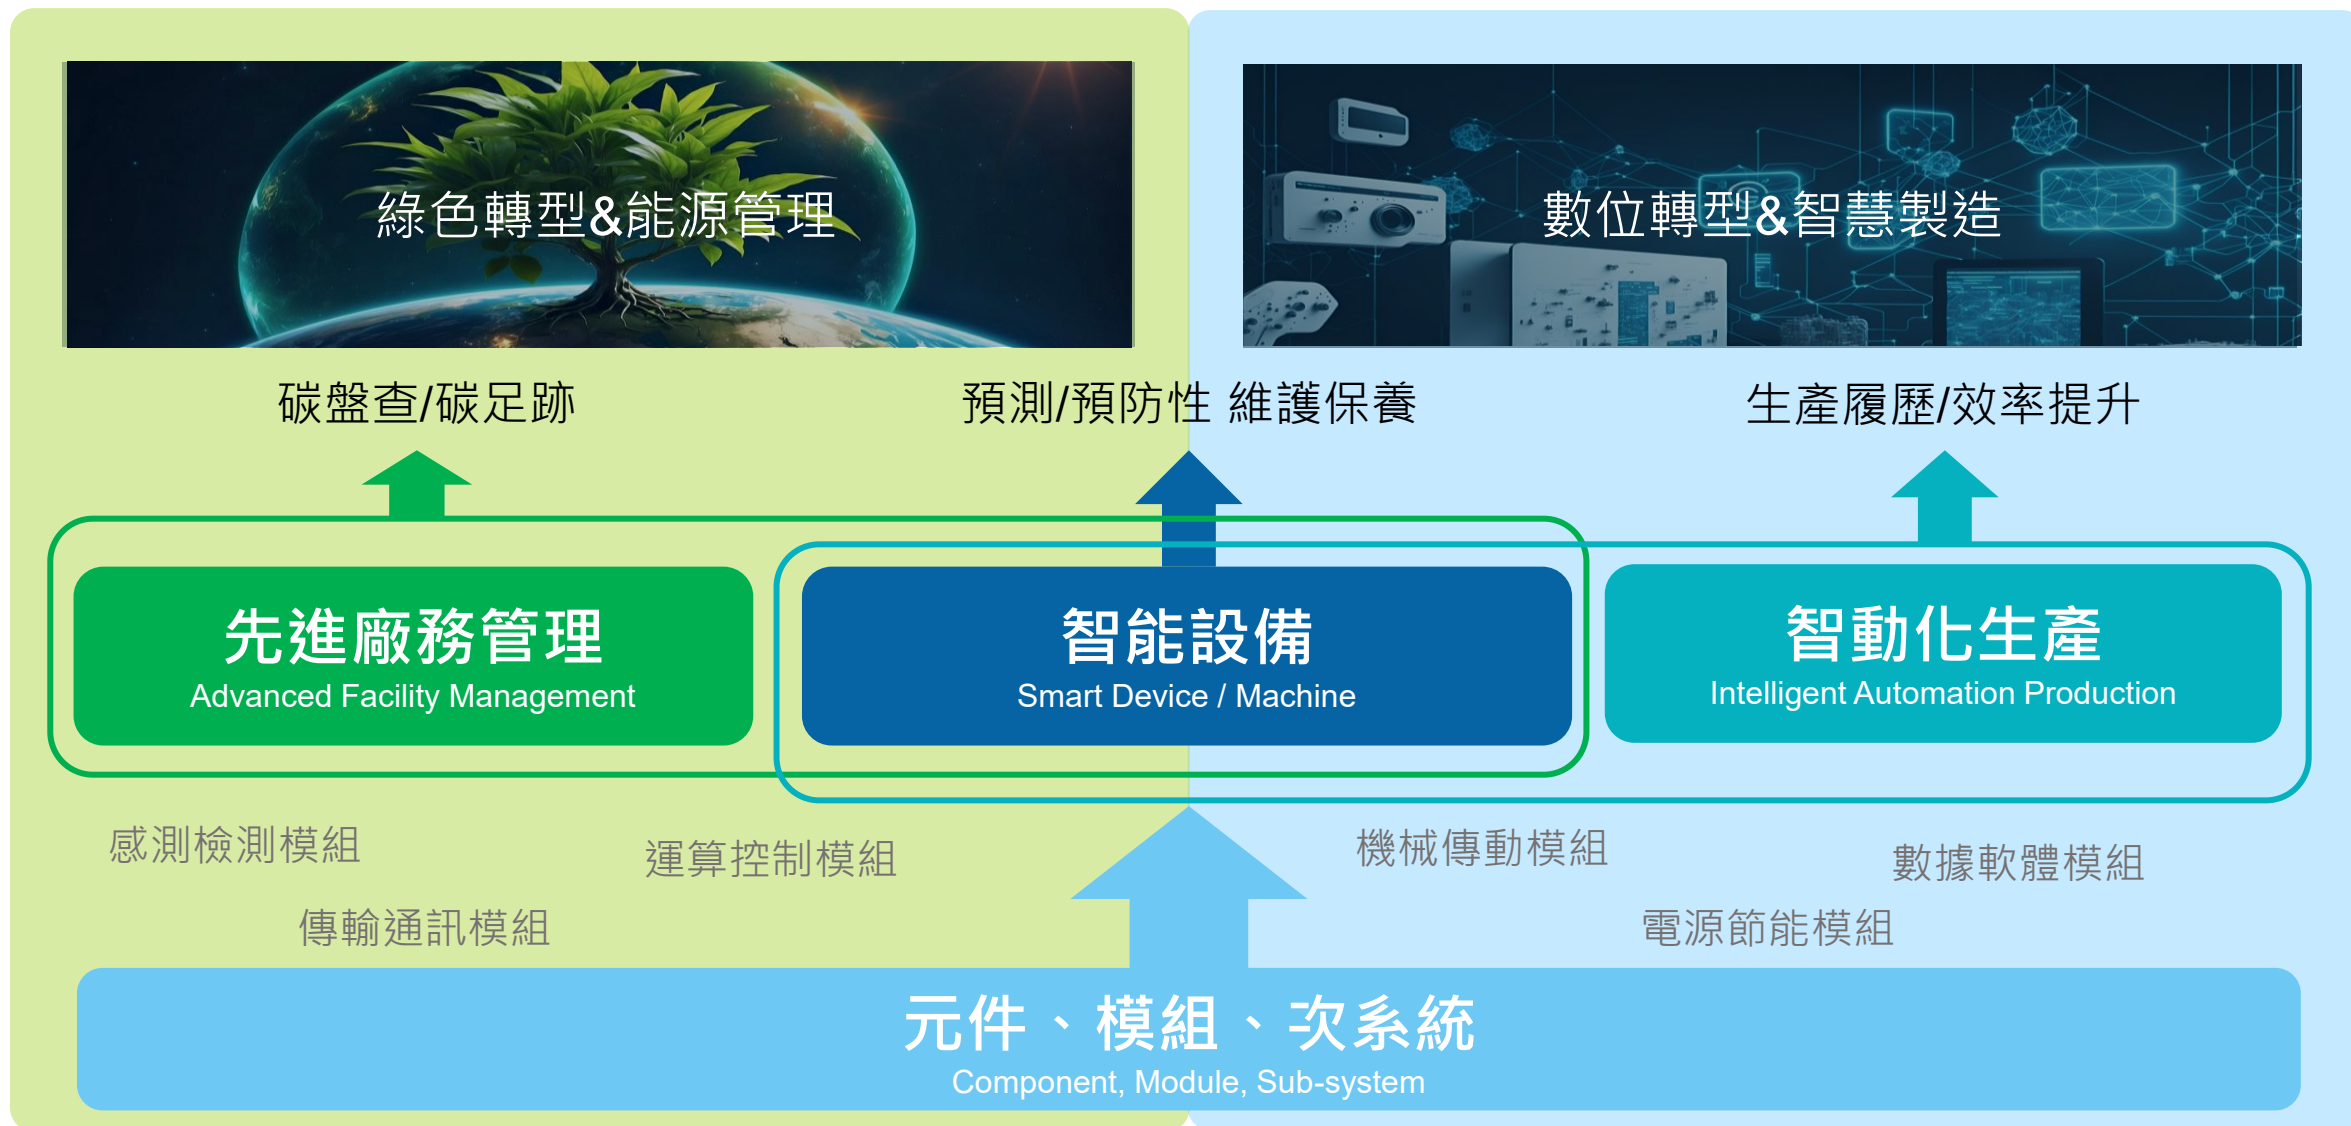 綠色轉型&能源管理
數位轉型&智慧製造
碳盤查/碳足跡
預測/預防性 維護保養
生產履歷/效率提升
先進廠務管理
Advanced Facility Management
智能設備
Smart Device / Machine
智動化生產
Intelligent Automation Production
感測檢測模組
運算控制模組
機械傳動模組
數據軟體模組
傳輸通訊模組
電源節能模組
元件、模組、次系統
Component, Module, Sub-system